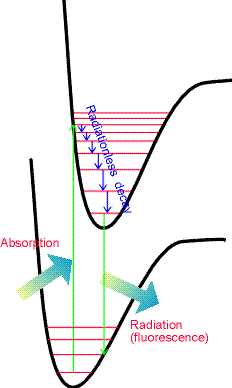 Radiationless decay
Absorption
Radiation
(fluorescence)